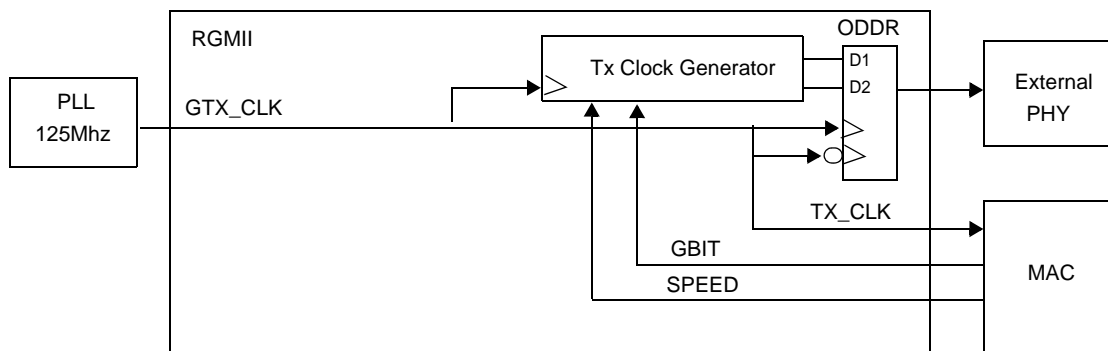 RGMII
ODDR
Tx Clock Generator
D1
D2
PLL
125Mhz
GTX_CLK
External
PHY
TX_CLK
GBIT
SPEED
MAC